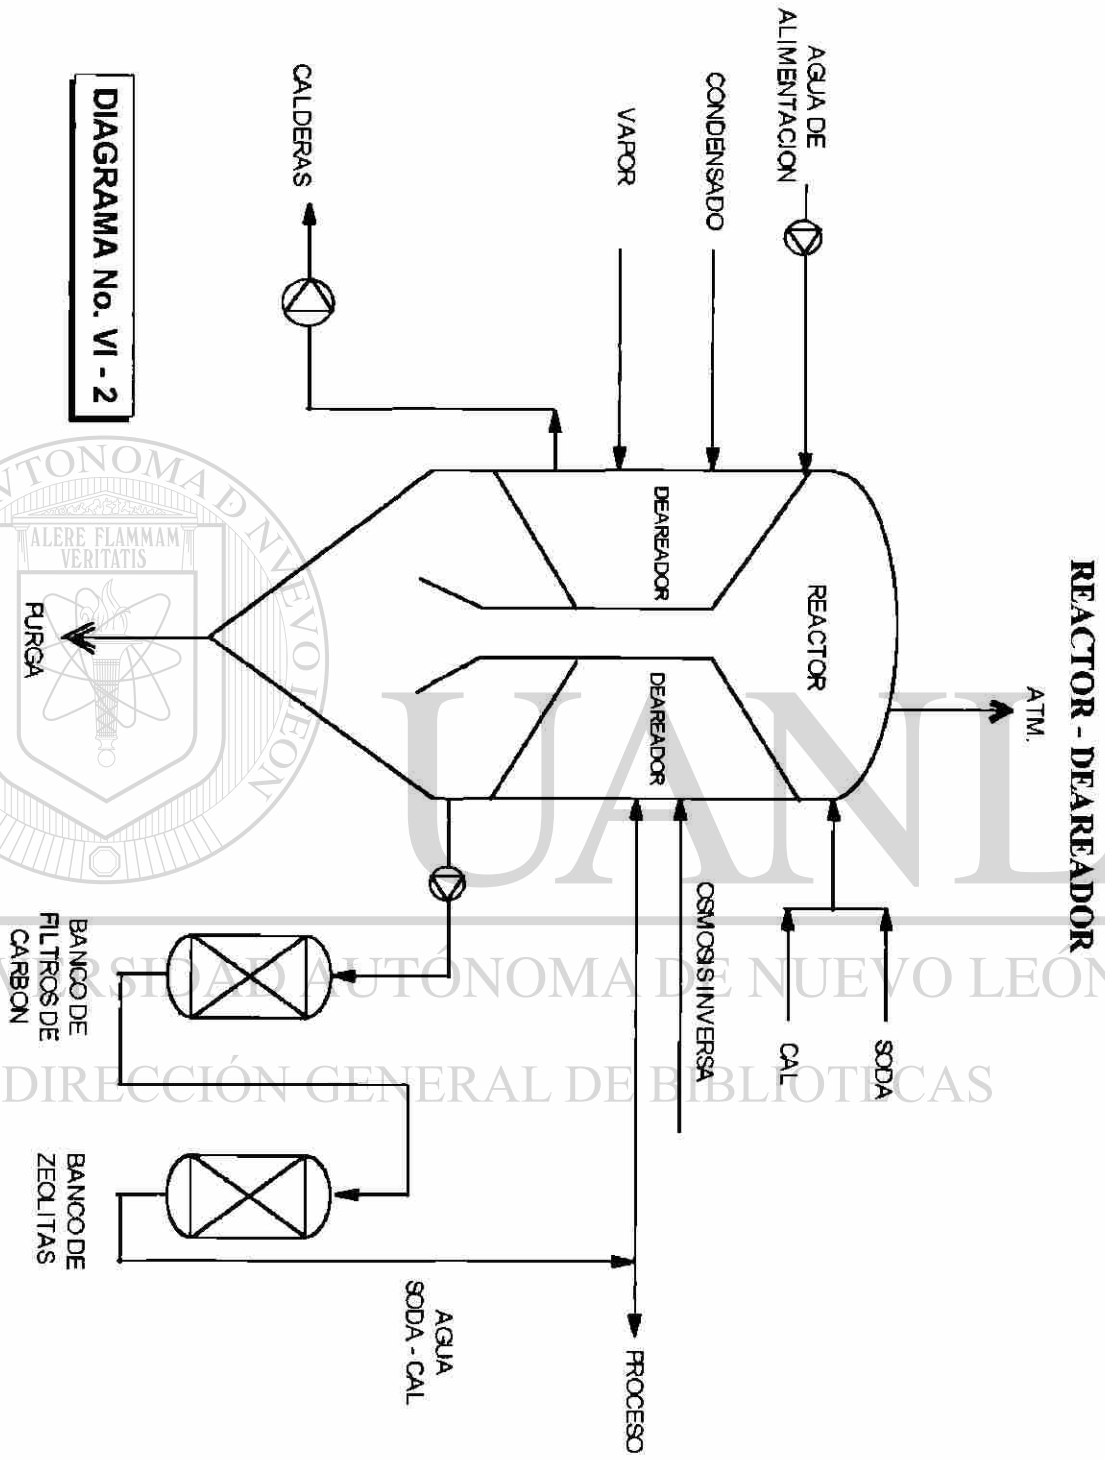 REACTOR - DEAREADOR
ATM.
SODA
CAL
AGUA DE
ALIMENTACION
REACTOR
CONDENSADO
OSMOSIS INVERSA
VAPOR
DEAREADOR
DEAREADOR
PROCESO
AGUA
SODA - CAL
CALDERAS
BANCO DE
FILTROS DE
CARBON
BANCO DE
ZEOLITAS
PURGA
DIAGRAMA No. VI - 2
UANL
UNIVERSIDAD AUTÓNOMA DE NUEVO LEÓN
DIRECCIÓN GENERAL DE BIBLIOTECAS
ALERE FLAMMAM
VERITATIS